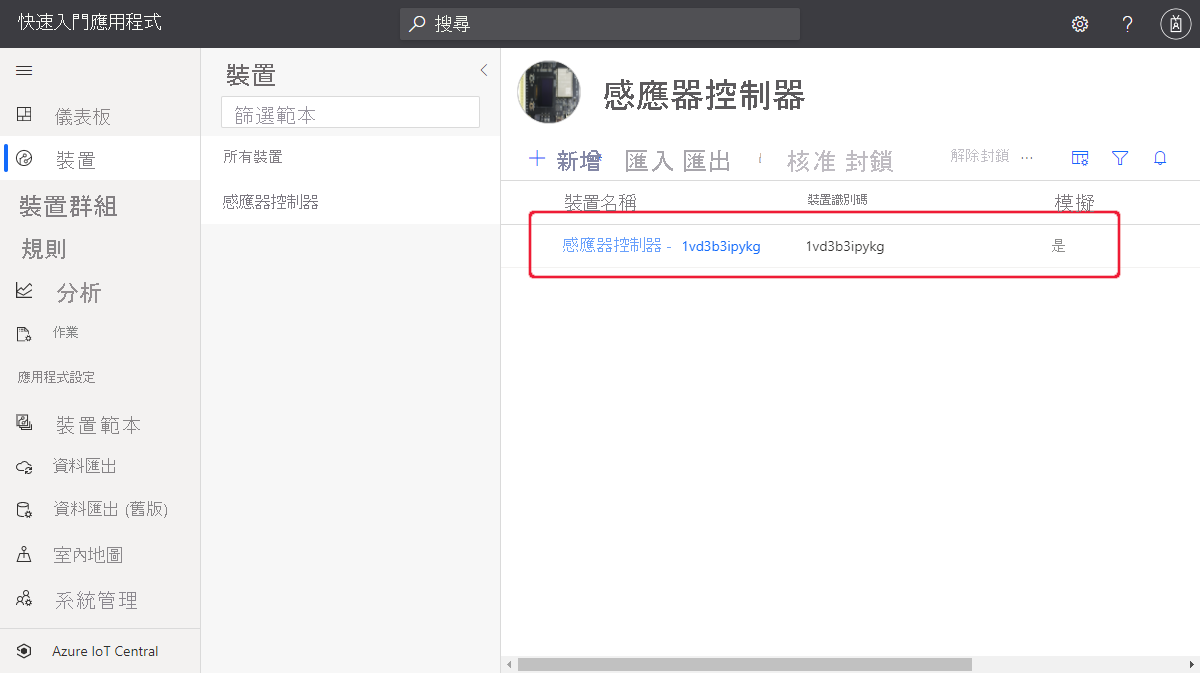 快速入門應用程式
搜尋
?
儀表板
裝置
裝置群組
規則
分析
作業
應用程式設定
裝置範本
資料匯出
資料匯出 (舊版)
室內地圖
系統管理
Azure IoT Central
裝置
篩選範本
所有裝置
感應器控制器
感應器控制器
+ 新增 匯入 匯出 核准 封鎖 解除封鎖 ...
裝置名稱 裝置識別碼 模擬
感應器控制器 - 1vd3b3ipykg 1vd3b3ipykg 是